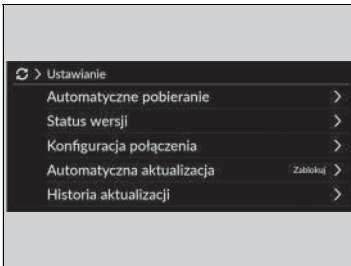 > Ustawianie
Automatyczne pobieranie >
Status wersji >
Konfiguracja połączenia >
Automatyczna aktualizacja Zablokuj >
Historia aktualizacji >